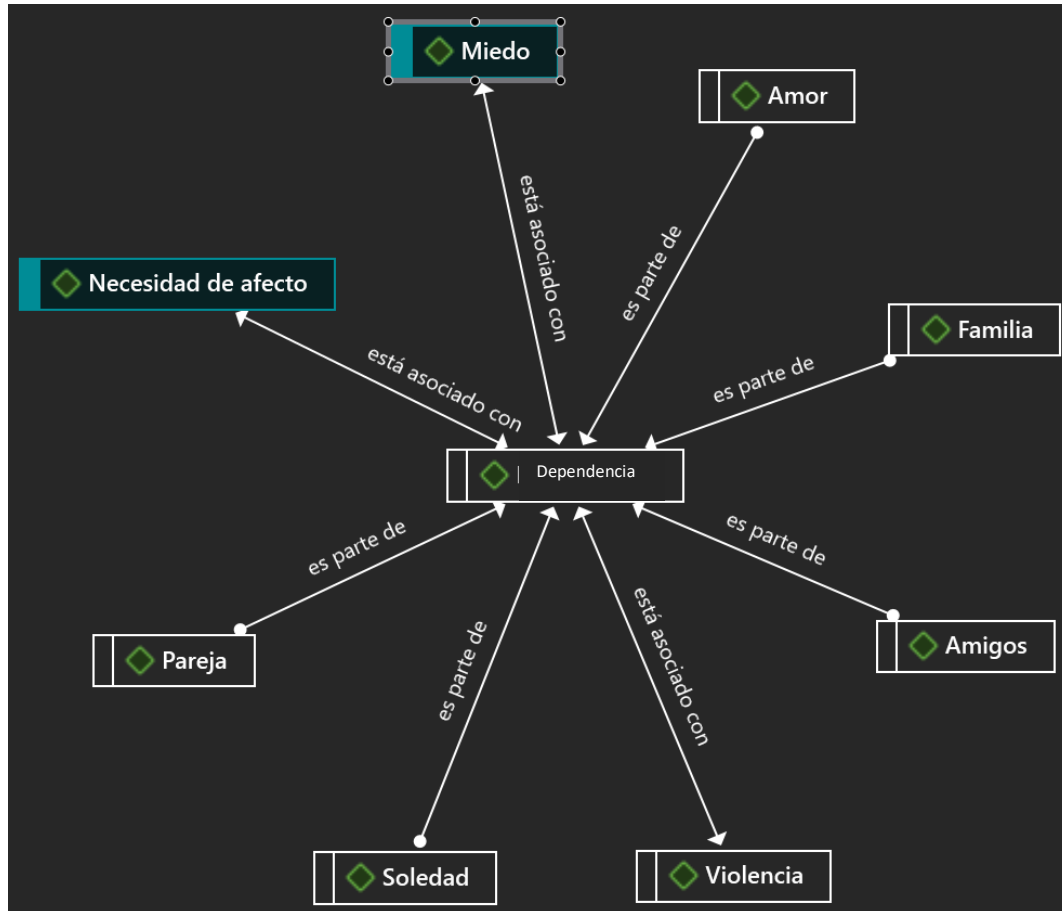 Miedo
Amor
está asociado con
es parte de
Necesidad de afecto
Familia
está asociado con
es parte de
Dependencia
es parte de
es parte de
es parte de
está asociado con
Pareja
Amigos
Soledad
Violencia